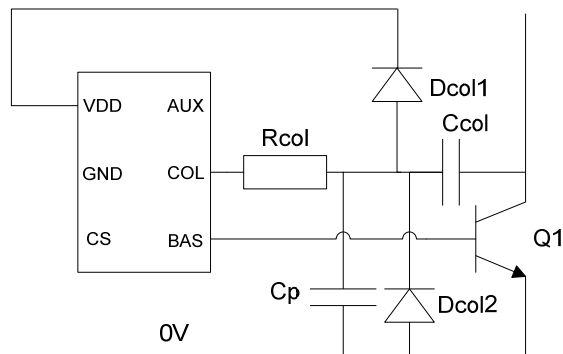 Dcol1
VDD AUX
Ccol
Rcol
GND COL
CS BAS
Q1
Cp
Dcol2
0V